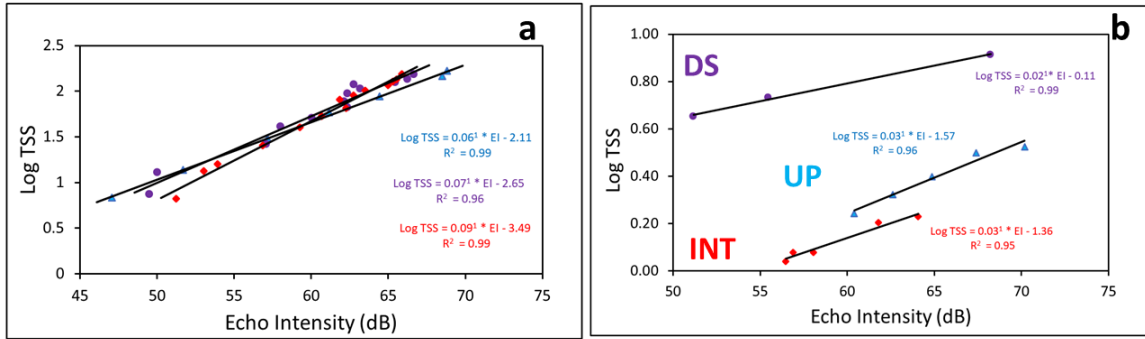 a
2.5
2
1.5
1
0.5
0
Log TSS
45 50 55 60 65 70 75
Echo Intensity (dB)
Log TSS = 0.06¹ * EI - 2.11
R² = 0.99
Log TSS = 0.07¹ * EI - 2.65
R² = 0.96
Log TSS = 0.09¹ * EI - 3.49
R² = 0.99
b
1.00
0.80
0.60
0.40
0.20
0.00
Log TSS
50 55 60 65 70 75
Echo Intensity (dB)
DS
Log TSS = 0.02¹* EI - 0.11
R² = 0.99
Log TSS = 0.03¹ * EI - 1.57
R² = 0.96
UP
INT
Log TSS = 0.03¹ * EI - 1.36
R² = 0.95